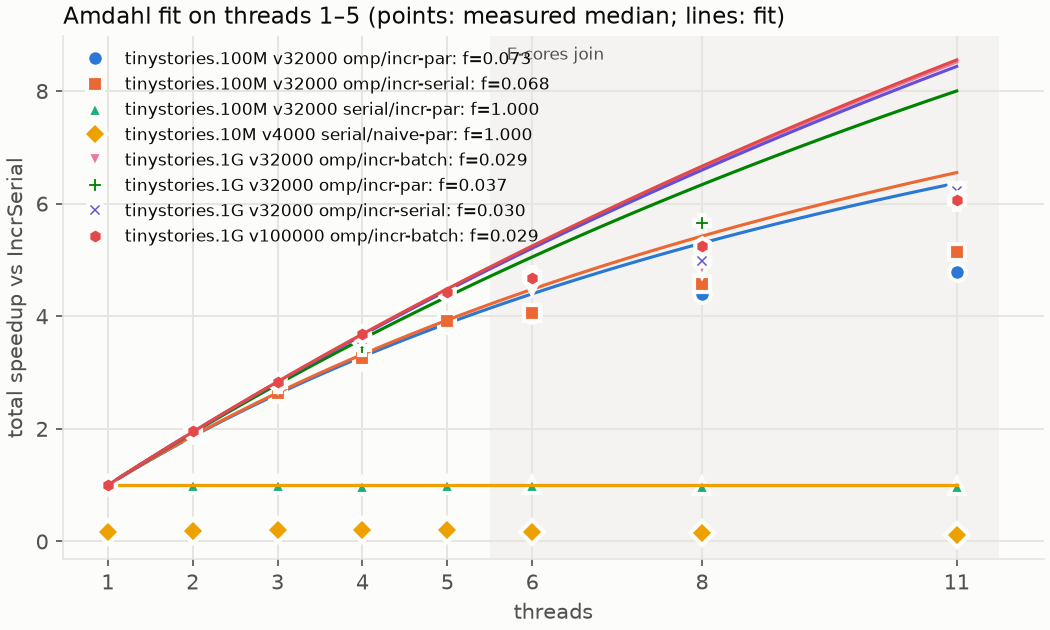 Amdahl fit on threads 1–5 (points: measured median; lines: fit)
E-cores join
tinystories.100M v32000 omp/incr-par: f=0.073
tinystories.100M v32000 omp/incr-serial: f=0.068
tinystories.100M v32000 serial/incr-par: f=1.000
tinystories.10M v4000 serial/naive-par: f=1.000
tinystories.1G v32000 omp/incr-batch: f=0.029
tinystories.1G v32000 omp/incr-par: f=0.037
tinystories.1G v32000 omp/incr-serial: f=0.030
tinystories.1G v100000 omp/incr-batch: f=0.029
total speedup vs IncrSerial
8
6
4
2
0
1 2 3 4 5 6 8 11
threads